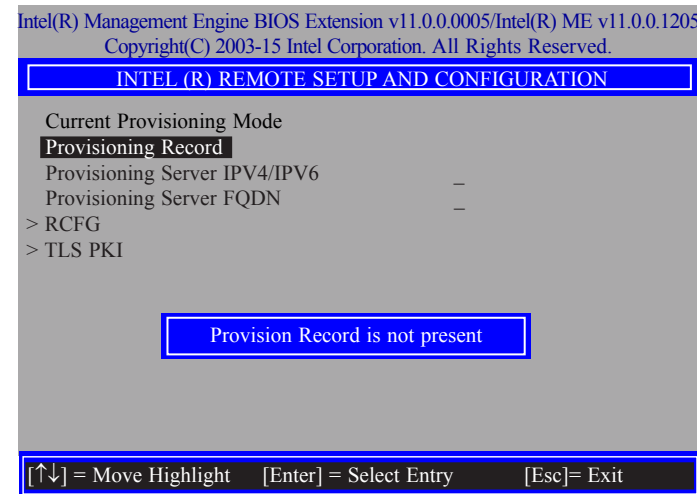 Intel(R) Management Engine BIOS Extension v11.0.0.0005/Intel(R) ME v11.0.0.1205
Copyright(C) 2003-15 Intel Corporation. All Rights Reserved.
INTEL (R) REMOTE SETUP AND CONFIGURATION
Current Provisioning Mode
Provisioning Record
Provisioning Server IPV4/IPV6 _
Provisioning Server FQDN _
> RCFG
> TLS PKI
Provision Record is not present
[↑↓] = Move Highlight [Enter] = Select Entry [Esc]= Exit